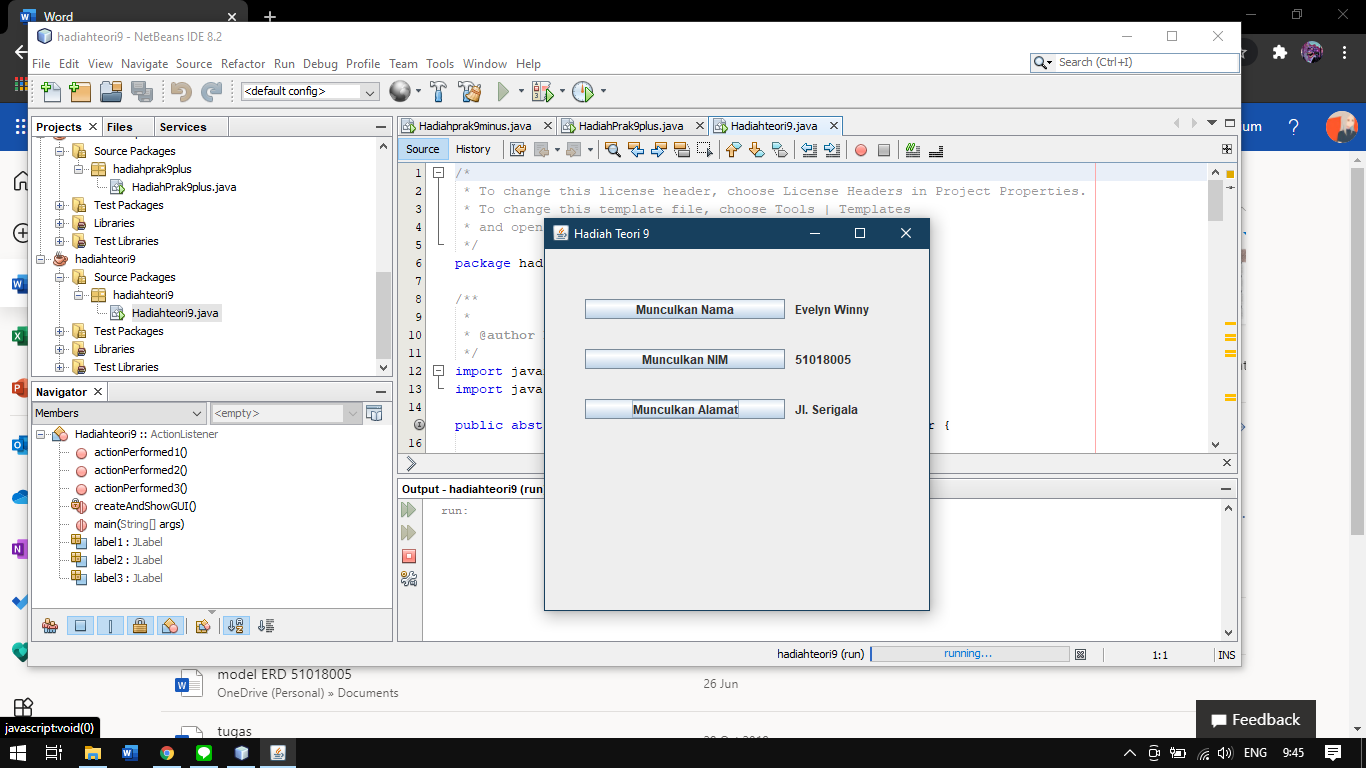 Word
hadiahteori9 - NetBeans IDE 8.2
File Edit View Navigate Source Refactor Run Debug Profile Team Tools Window Help
Search (Ctrl+I)
<default config>
Projects Files Services
Source Packages
hadiahprak9plus
HadiahPrak9plus.java
Test Packages
Libraries
Test Libraries
hadiahteori9
Source Packages
hadiahteori9
Hadiahteori9.java
Test Packages
Libraries
Test Libraries
Navigator
Members <empty>
Hadiahteori9 :: ActionListener
actionPerformed1()
actionPerformed2()
actionPerformed3()
createAndShowGUI()
main(String[] args)
label1 : JLabel
label2 : JLabel
label3 : JLabel
Hadiahprak9minus.java HadiahPrak9plus.java Hadiahteori9.java
Source History
1 /*
2 * To change this license header, choose License Headers in Project Properties.
3 * To change this template file, choose Tools | Templates
4 * and open
5 */
6 package had
7
8 /**
9 *
10 * @author
11 */
12 import java
13 import java
14
public abst r {
16
Output - hadiahteori9 (run
run:
Hadiah Teori 9
Munculkan Nama Evelyn Winny
Munculkan NIM 51018005
Munculkan Alamat Jl. Serigala
hadiahteori9 (run) running... 1:1 INS
um
model ERD 51018005
OneDrive (Personal) » Documents
26 Jun
tugas
Feedback
javascript:void(0)
ENG 9:45